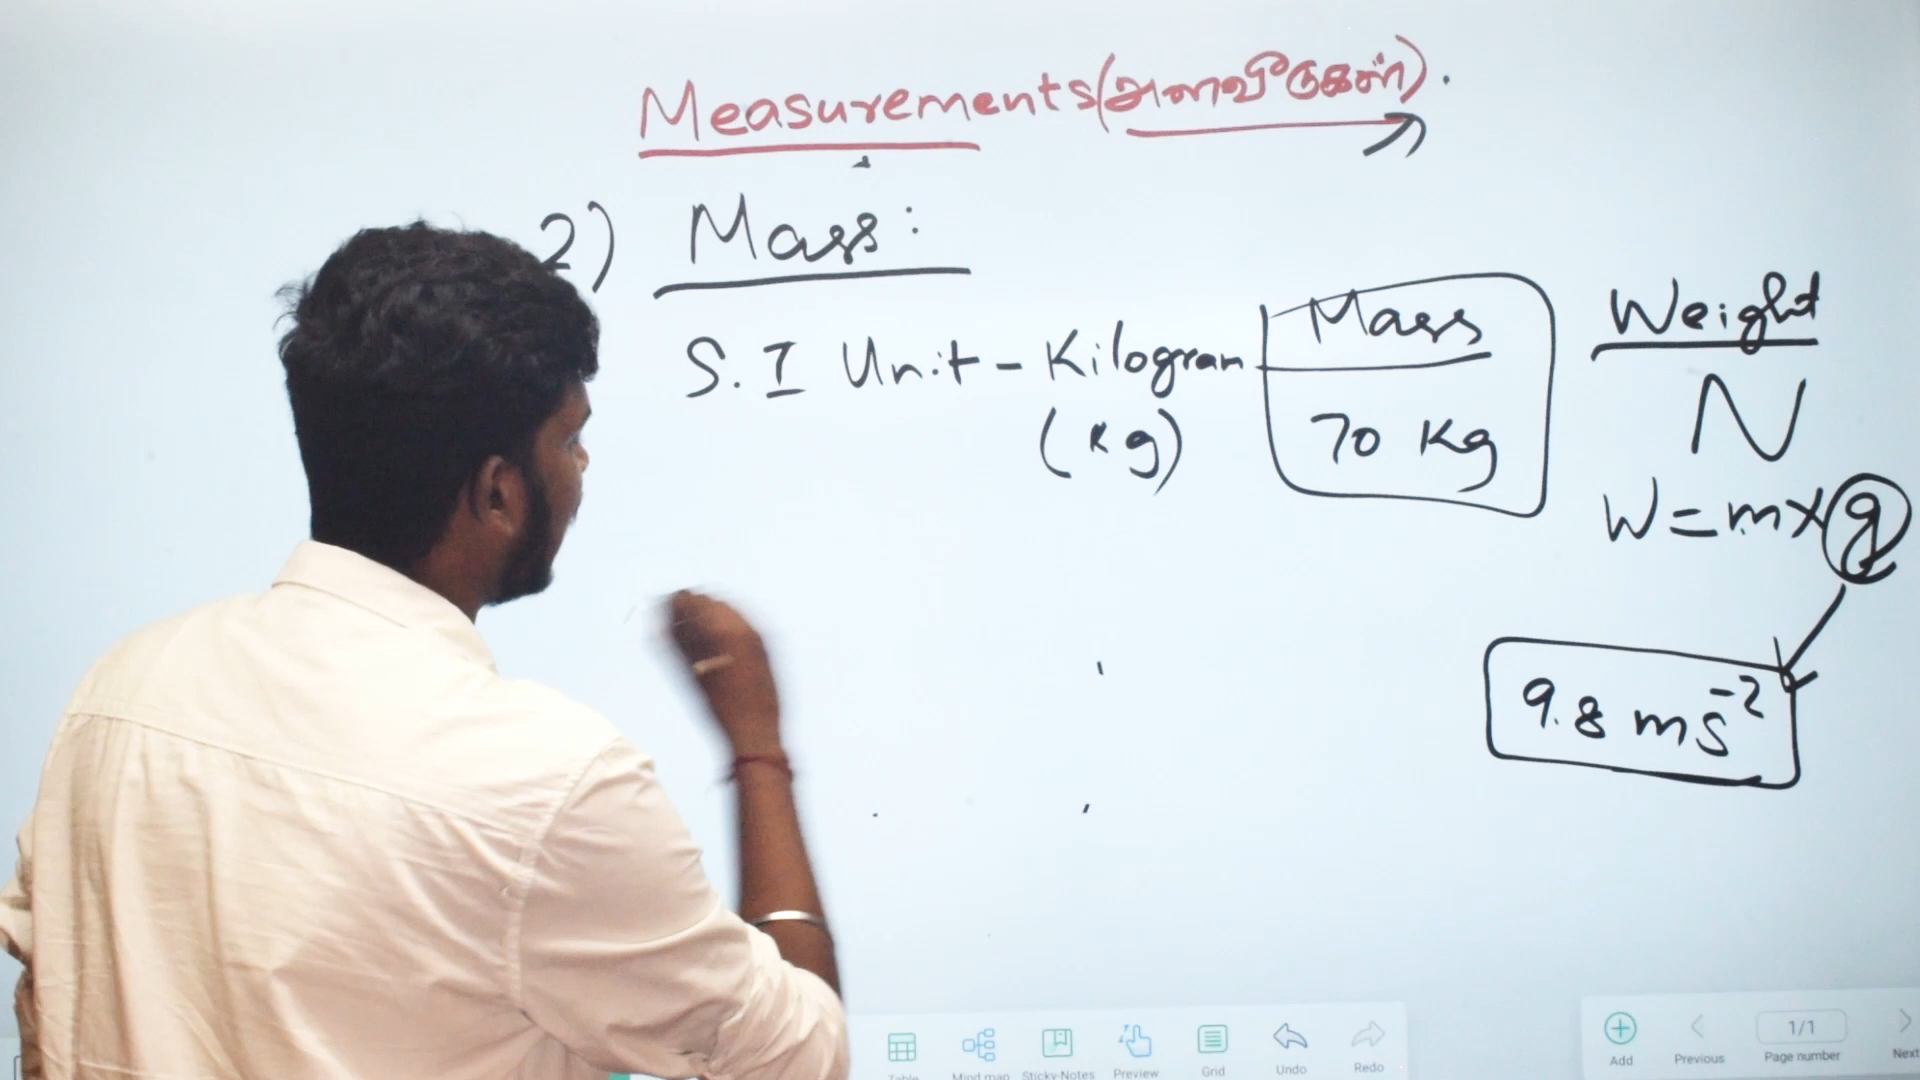 Measurements (அளவீடுகள்).
2) Mass:
S.I Unit - Kilogram
(Kg)
Mass
70 Kg
Weight
N
W = m x g
9.8 ms⁻²
Table
Mind map
Sticky-Notes
Preview
Grid
Undo
Redo
Add
Previous
1/1
Page number
Next